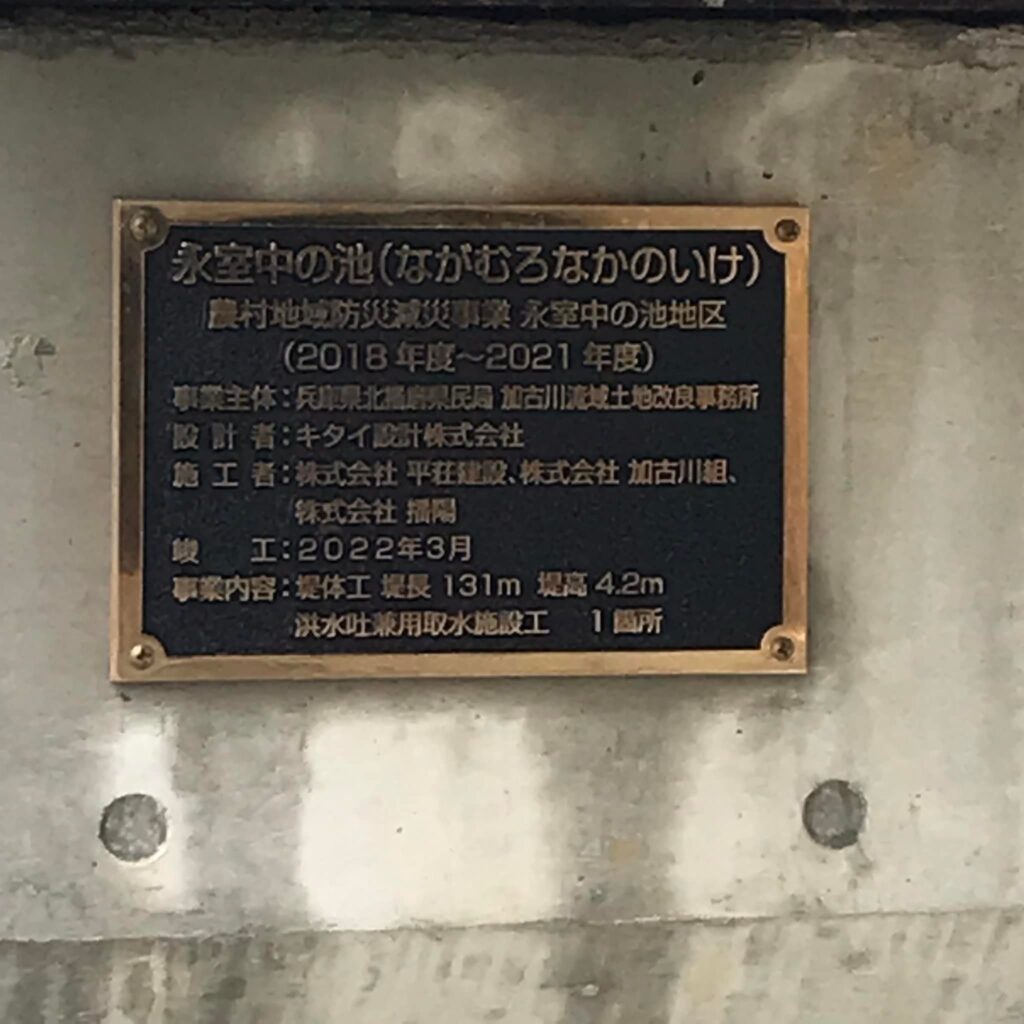 永室中の池(ながむろなかのいけ)
農村地域防災減災事業 永室中の池地区
(2018年度〜2021年度)
事業主体:兵庫県北播磨県民局 加古川流域土地改良事務所
設計者:キタイ設計株式会社
施工者:株式会社 平荘建設、株式会社 加古川組、
株式会社 播陽
竣工:2022年3月
事業内容:堤体工 堤長 131m 堤高 4.2m
洪水吐兼用取水施設工 1箇所